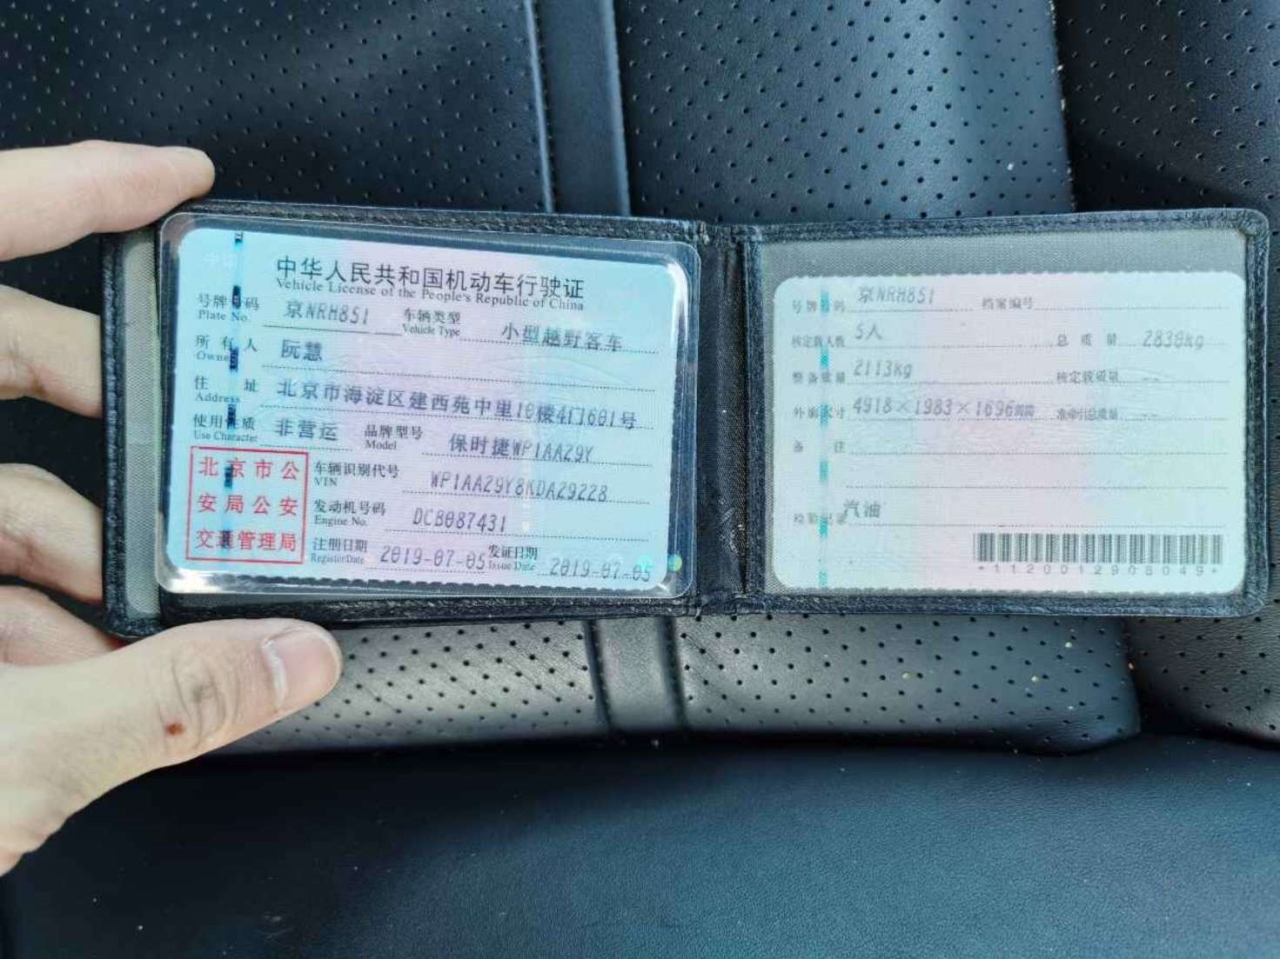 中华人民共和国机动车行驶证
Vehicle License of the People's Republic of China
号牌号码 京NRH851 车辆类型 小型越野客车
Plate No. Vehicle Type
所有人 阮慧
Owner
住址 北京市海淀区建西苑中里10楼4门601号
Address
使用性质 非营运 品牌型号 保时捷WP1AA29Y
Use Character Model
北京市公安局公安交通管理局
车辆识别代号 WP1AA29Y8KDA29228
VIN
发动机号码 DCB087431
Engine No.
注册日期 2019-07-05 发证日期 2019-07-05
Register Date Issue Date
号牌号码 京NRH851 档案编号
核定载人数 5人 总质量 2838kg
整备质量 2113kg 核定载质量 --
外廓尺寸 4918×1983×1696mm 准牵引总质量 --
备注
检验记录 汽油
*1120012908049*